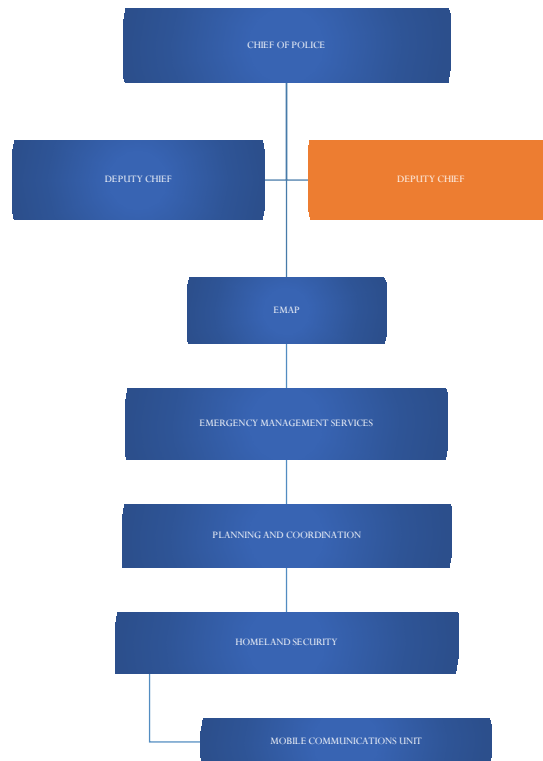 CHIEF OF POLICE
DEPUTY CHIEF
DEPUTY CHIEF
EMAP
EMERGENCY MANAGEMENT SERVICES
PLANNING AND COORDINATION
HOMELAND SECURITY
MOBILE COMMUNICATIONS UNIT